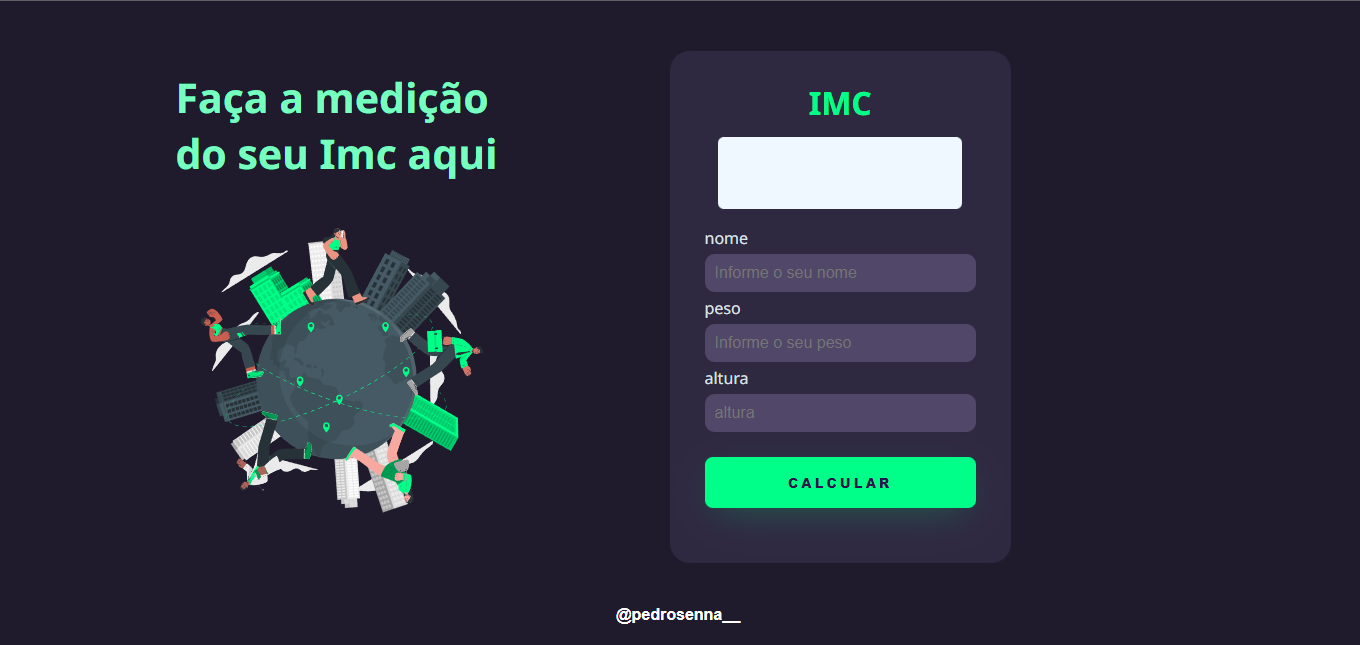 Faça a medição
do seu Imc aqui
IMC
nome
Informe o seu nome
peso
Informe o seu peso
altura
altura
CALCULAR
@pedrosenna__